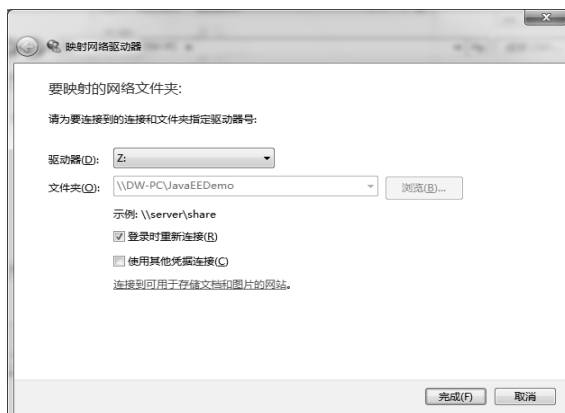 映射网络驱动器
要映射的网络文件夹:
请为要连接到的连接和文件夹指定驱动器号:
驱动器(D): Z:
文件夹(O): \\DW-PC\JavaEEDemo 浏览(B)...
示例: \\server\share
登录时重新连接(R)
使用其他凭据连接(C)
连接到可用于存储文档和图片的网站。
完成(F) 取消